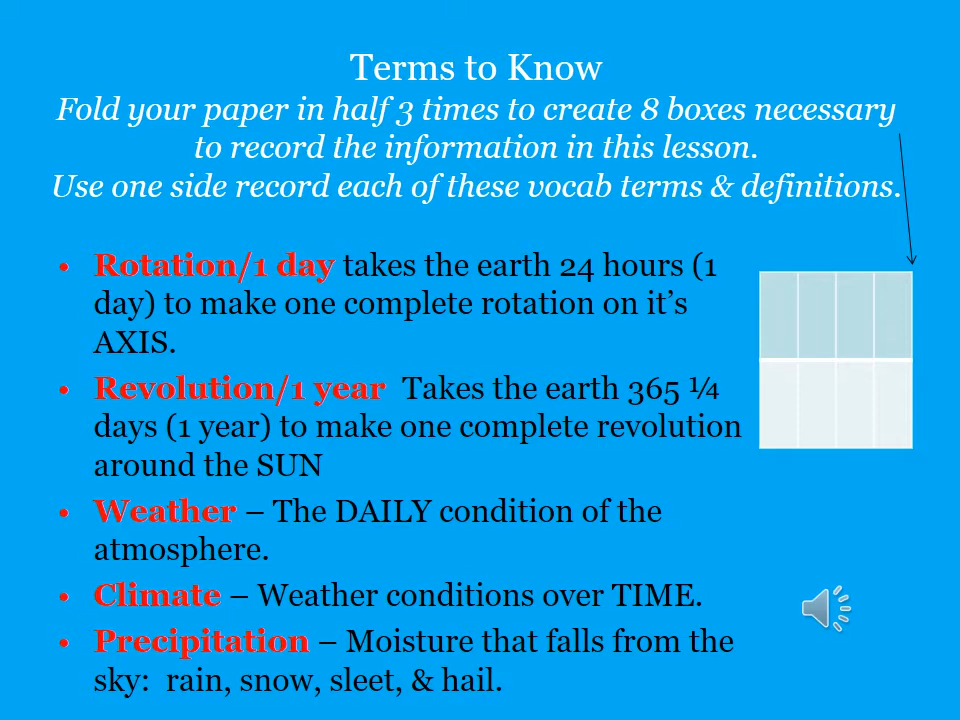 Terms to Know
Fold your paper in half 3 times to create 8 boxes necessary
to record the information in this lesson.
Use one side record each of these vocab terms & definitions.
• Rotation/1 day takes the earth 24 hours (1
day) to make one complete rotation on it’s
AXIS.
• Revolution/1 year  Takes the earth 365 ¼
days (1 year) to make one complete revolution
around the SUN
• Weather – The DAILY condition of the
atmosphere.
• Climate – Weather conditions over TIME.
• Precipitation – Moisture that falls from the
sky:  rain, snow, sleet, & hail.